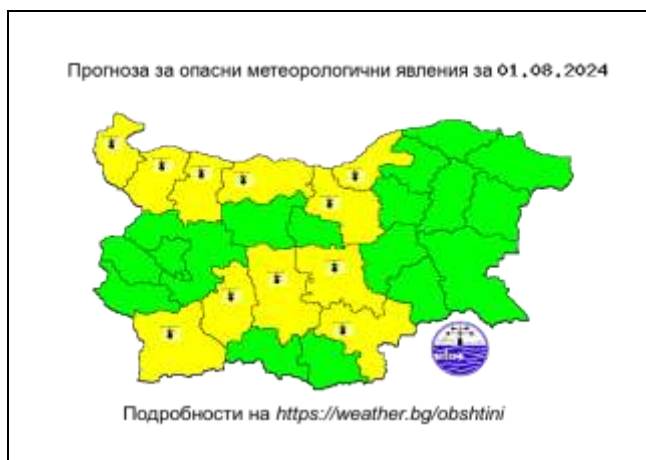 Прогноза за опасни метеорологични явления за 01.08.2024
Подробности на https://weather.bg/obshtini